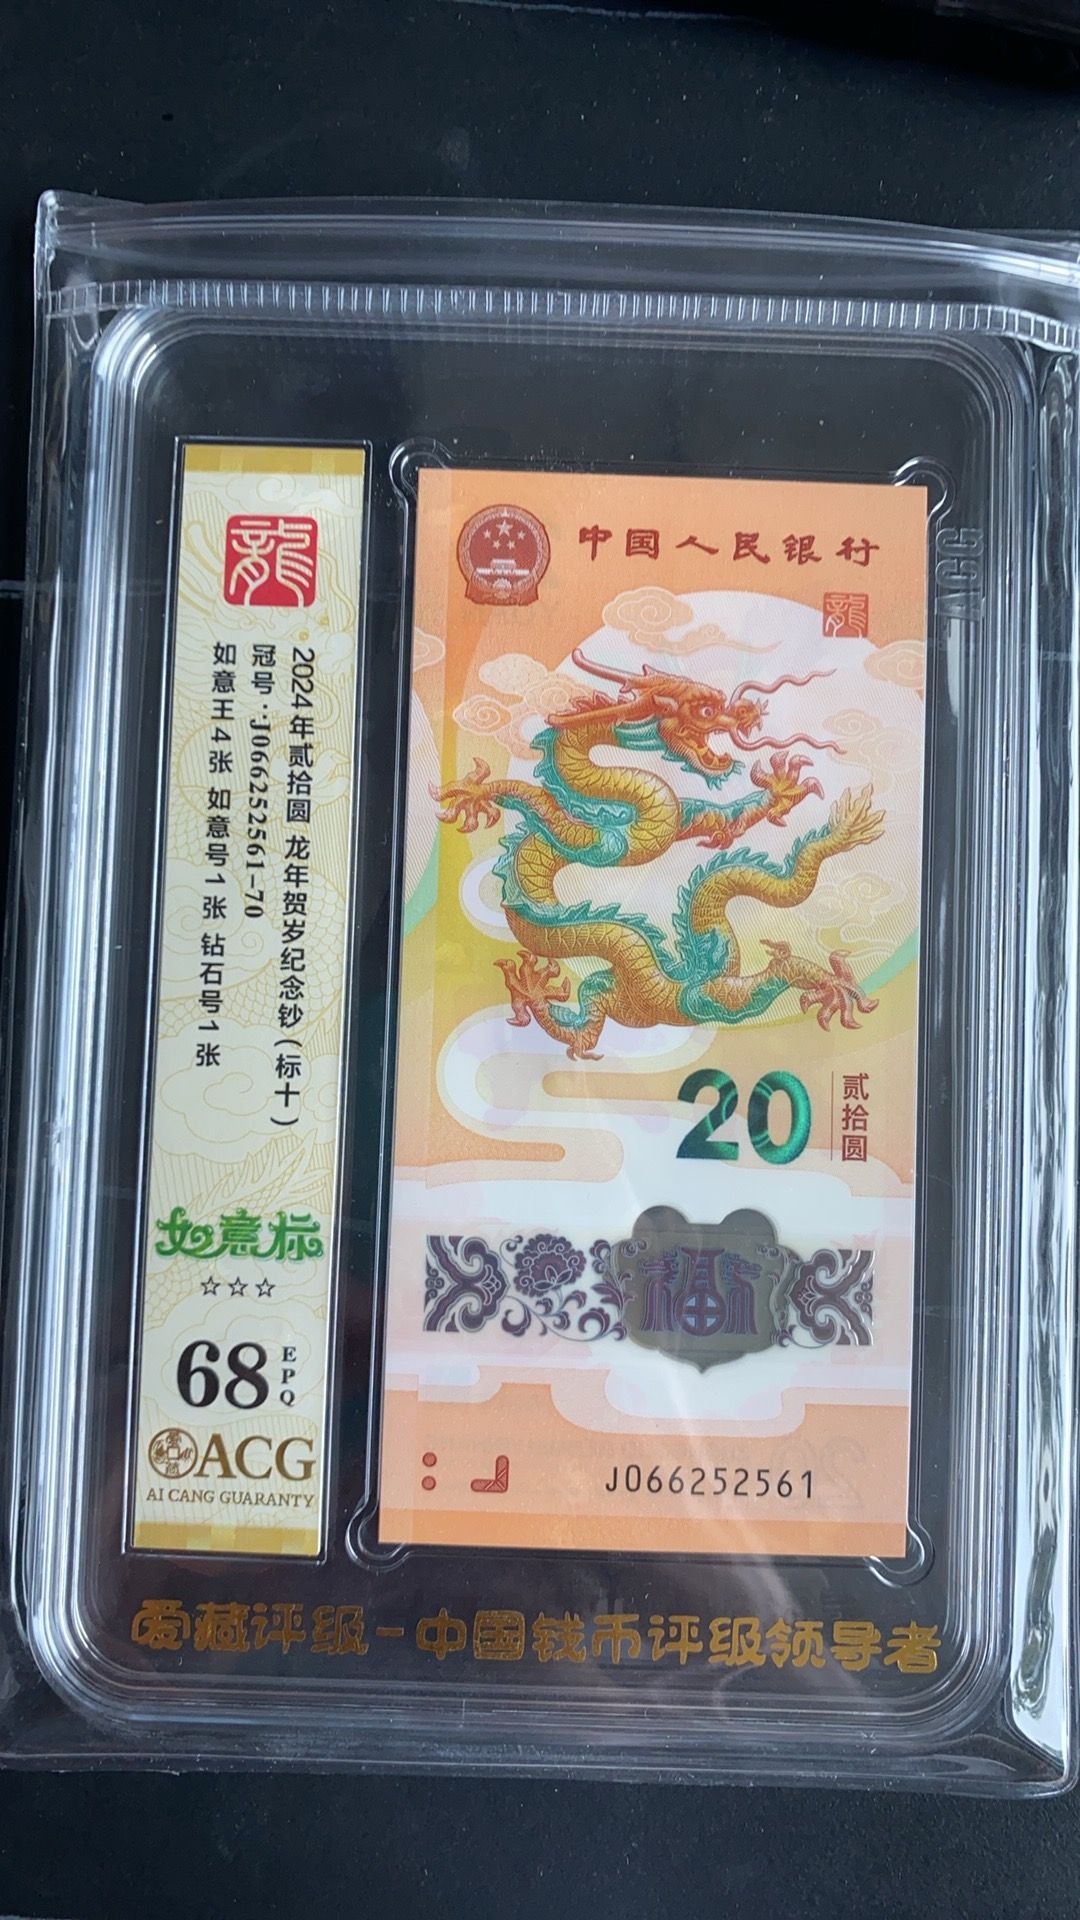 龍
2024年贰拾圆 龙年贺岁纪念钞(标十)
冠号:J066252561-70
如意王4张 如意号1张 钻石号1张
如意标
☆☆☆
68 EPQ
ACG
AI CANG GUARANTY
中国人民银行
龍
20 贰拾圆
福
J066252561
ACG
爱藏评级-中国钱币评级领导者